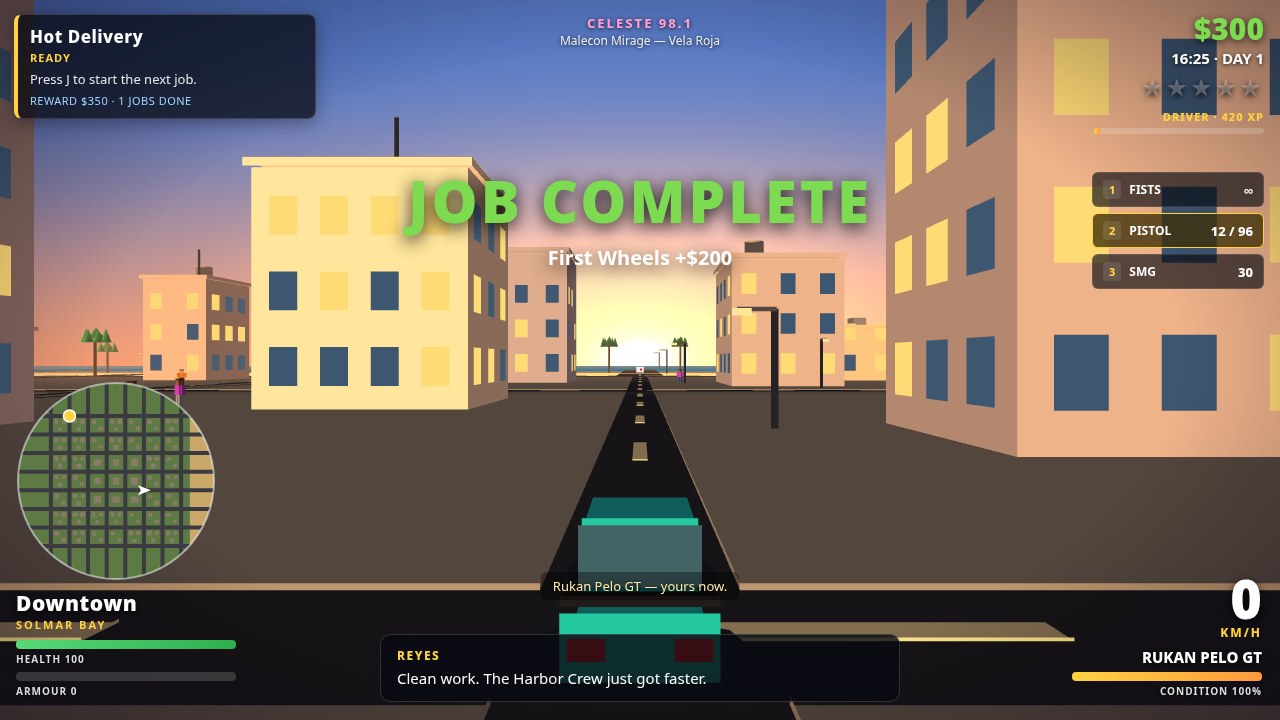 Hot Delivery
READY
Press J to start the next job.
REWARD $350 · 1 JOBS DONE
CELESTE 98.1
Malecon Mirage — Vela Roja
$300
16:25 · DAY 1
DRIVER · 420 XP
1 FISTS ∞
2 PISTOL 12 / 96
3 SMG 30
JOB COMPLETE
First Wheels +$200
Rukan Pelo GT — yours now.
Downtown
SOLMAR BAY
HEALTH 100
ARMOUR 0
REYES
Clean work. The Harbor Crew just got faster.
0
KM/H
RUKAN PELO GT
CONDITION 100%